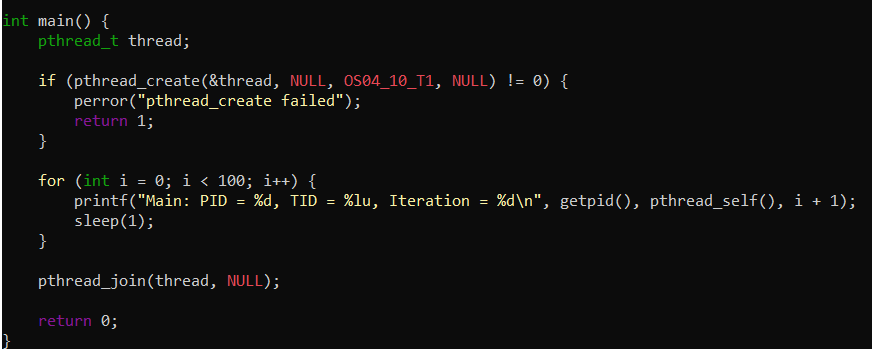 int main() {
    pthread_t thread;

    if (pthread_create(&thread, NULL, OS04_10_T1, NULL) != 0) {
        perror("pthread_create failed");
        return 1;
    }

    for (int i = 0; i < 100; i++) {
        printf("Main: PID = %d, TID = %lu, Iteration = %d\n", getpid(), pthread_self(), i + 1);
        sleep(1);
    }

    pthread_join(thread, NULL);

    return 0;
}